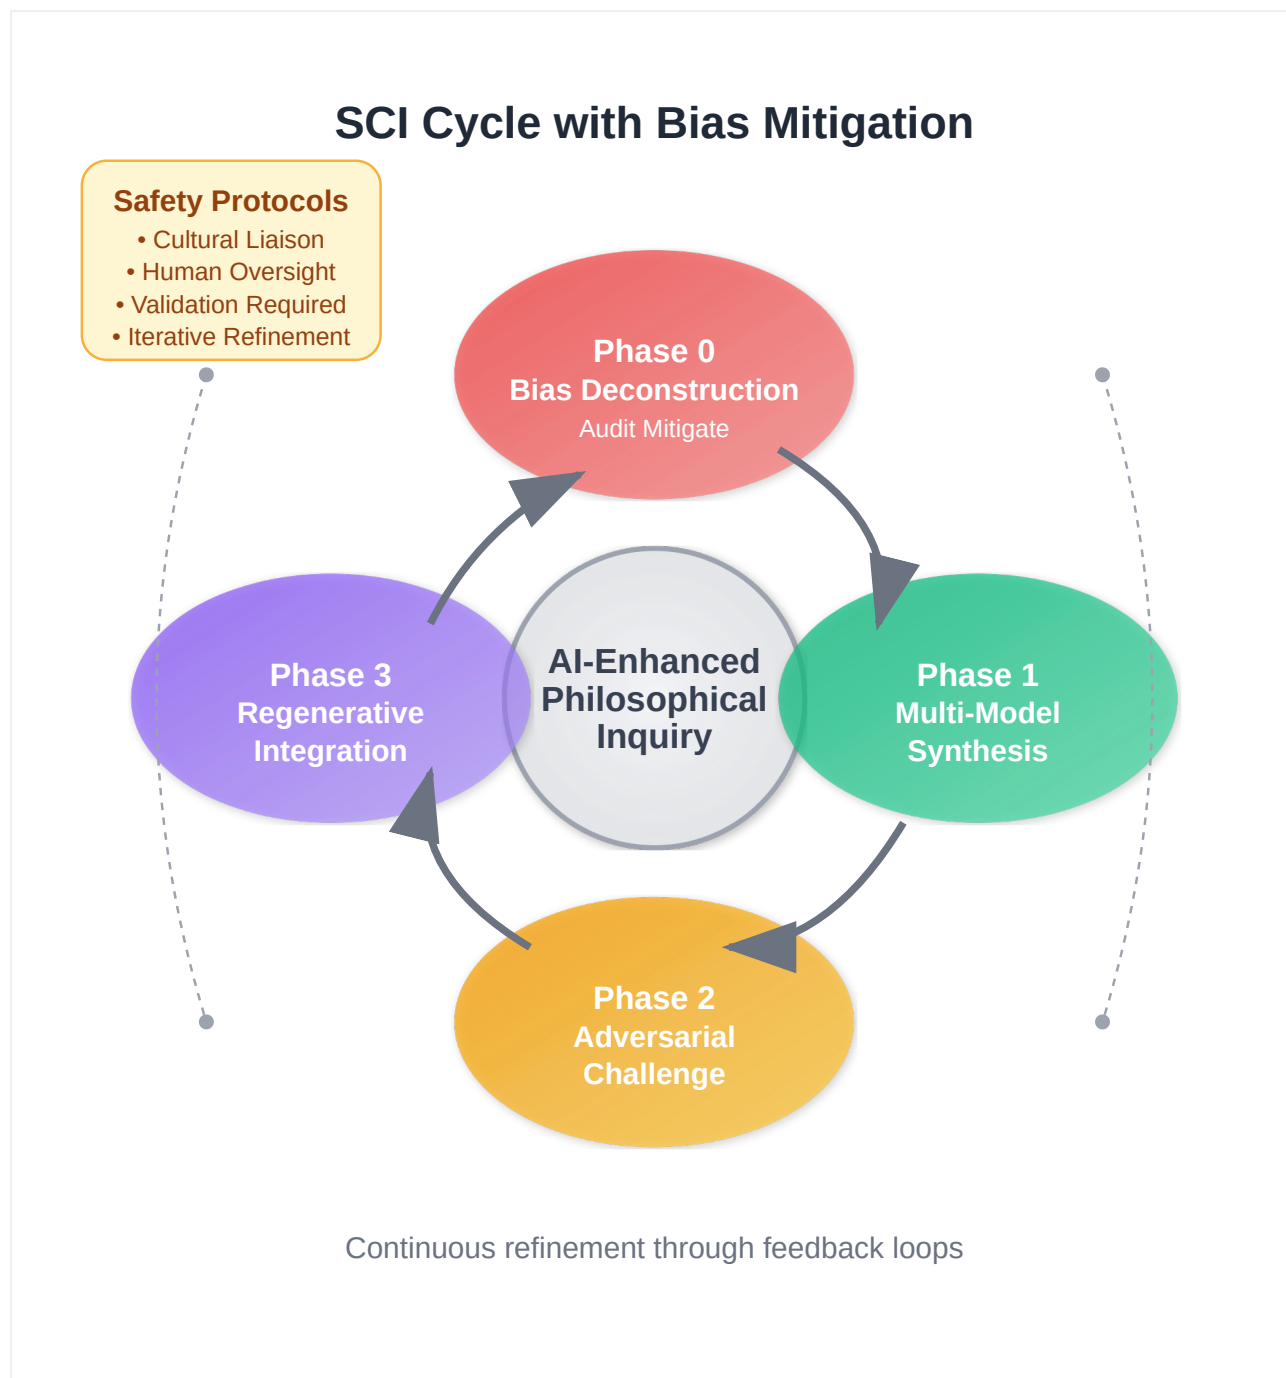 SCI Cycle with Bias Mitigation
Safety Protocols
• Cultural Liaison
• Human Oversight
• Validation Required
• Iterative Refinement
Phase 0
Bias Deconstruction
Audit Mitigate
Phase 3
Regenerative
Integration
AI-Enhanced
Philosophical
Inquiry
Phase 1
Multi-Model
Synthesis
Phase 2
Adversarial
Challenge
Continuous refinement through feedback loops